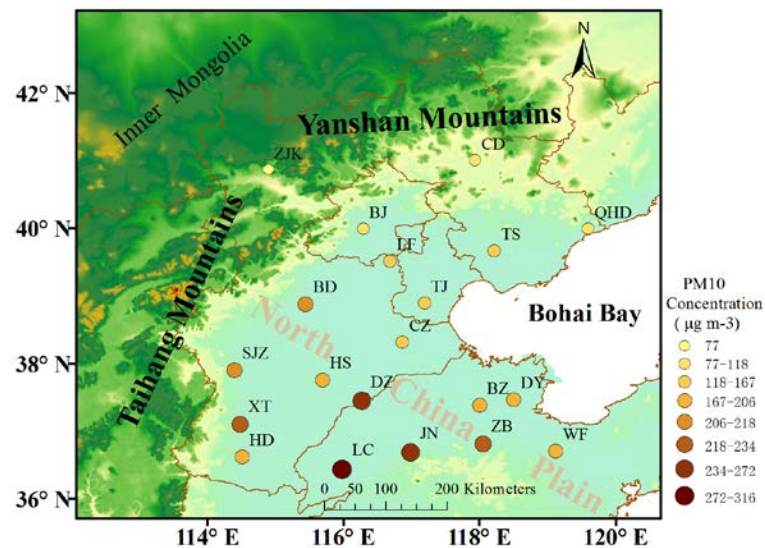 N
42° N
40° N
38° N
36° N
114° E
116° E
118° E
120° E
Inner Mongolia
Yanshan Mountains
Taihang Mountains
North China Plain
Bohai Bay
ZJK
CD
BJ
QHD
LF
TS
BD
TJ
CZ
SJZ
HS
DZ
BZ
DY
XT
HD
LC
JN
ZB
WF
0 50 100 200 Kilometers
PM10
Concentration
( μg m-3)
77
77-118
118-167
167-206
206-218
218-234
234-272
272-316